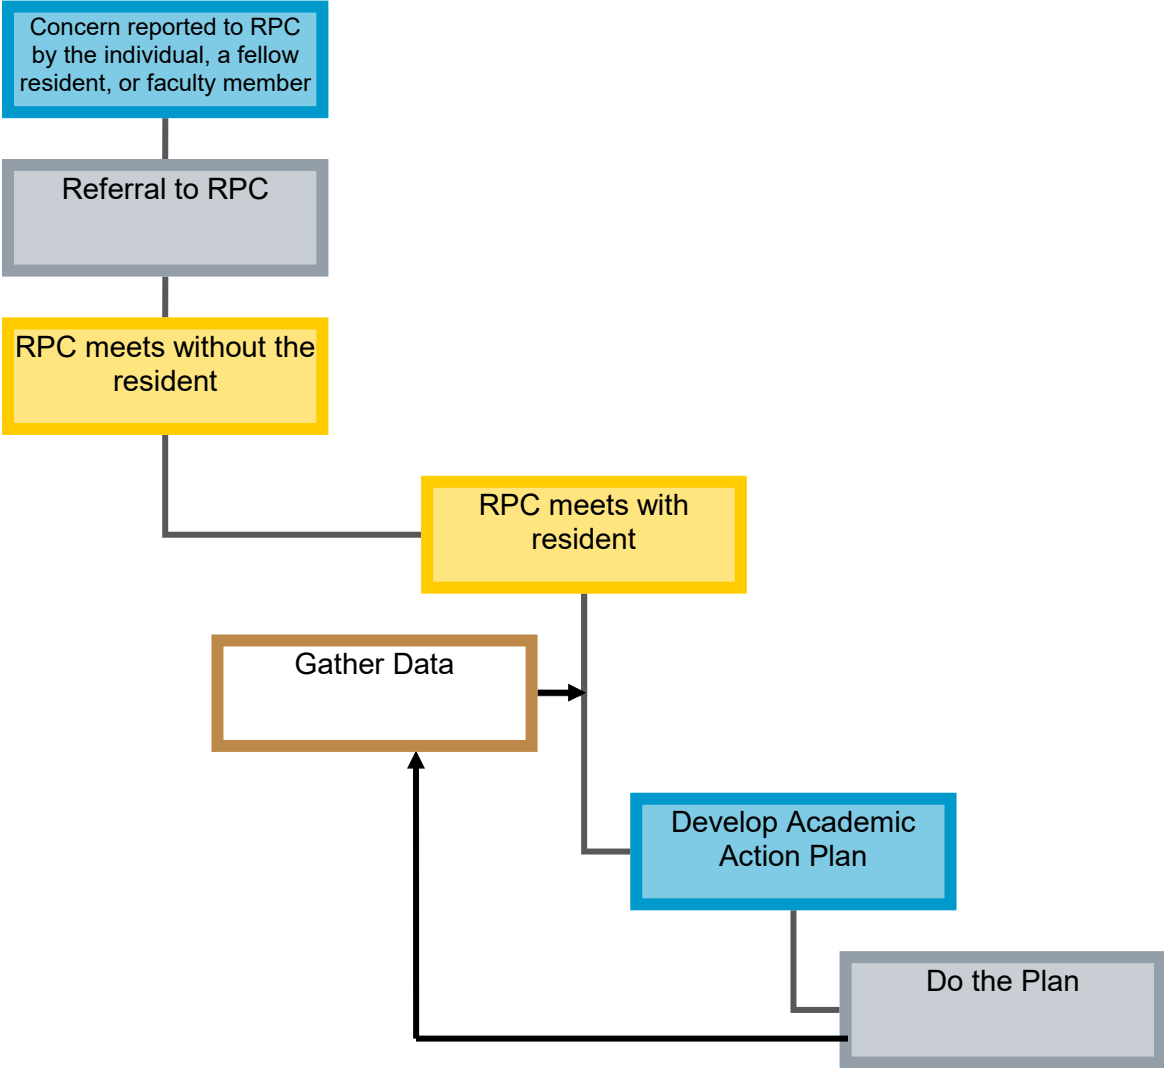 Concern reported to RPC
by the individual, a fellow
resident, or faculty member
Referral to RPC
RPC meets without the
resident
RPC meets with
resident
Gather Data
Develop Academic
Action Plan
Do the Plan